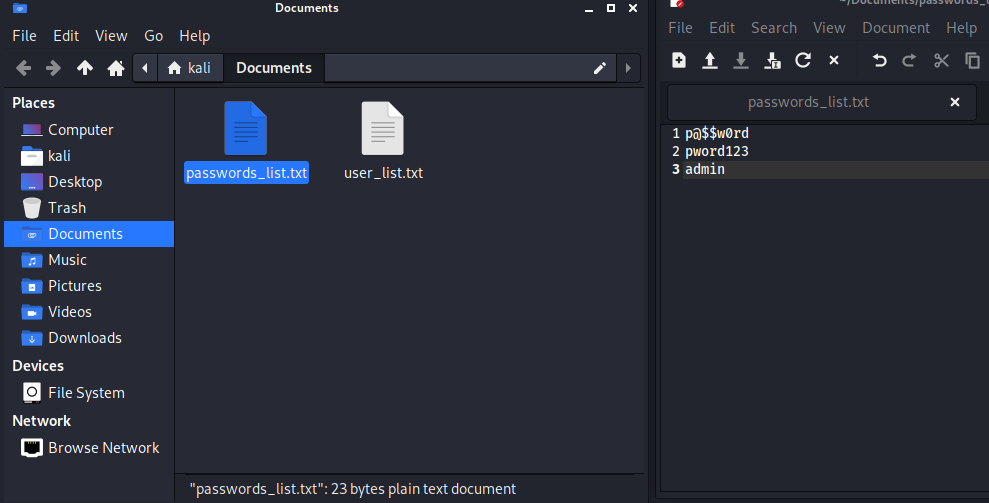 Documents
File Edit View Go Help
kali Documents
Places
Computer
kali
Desktop
Trash
Documents
Music
Pictures
Videos
Downloads
Devices
File System
Network
Browse Network
passwords_list.txt user_list.txt
"passwords_list.txt": 23 bytes plain text document
~/Documents/passwords_
File Edit Search View Document Help
passwords_list.txt
1 p@$$w0rd
2 pword123
3 admin